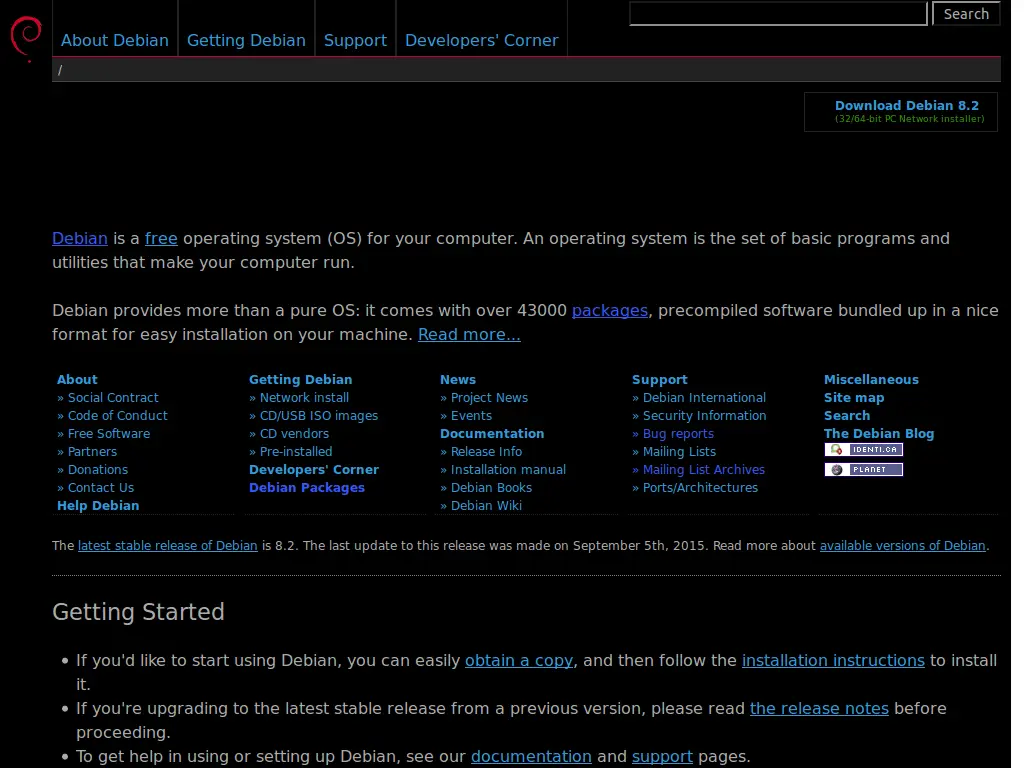 About Debian Getting Debian Support Developers' Corner Search
/
Download Debian 8.2
(32/64-bit PC Network installer)
Debian is a free operating system (OS) for your computer. An operating system is the set of basic programs and
utilities that make your computer run.
Debian provides more than a pure OS: it comes with over 43000 packages, precompiled software bundled up in a nice
format for easy installation on your machine. Read more...
About
» Social Contract
» Code of Conduct
» Free Software
» Partners
» Donations
» Contact Us
Help Debian
Getting Debian
» Network install
» CD/USB ISO images
» CD vendors
» Pre-installed
Developers' Corner
Debian Packages
News
» Project News
» Events
Documentation
» Release Info
» Installation manual
» Debian Books
» Debian Wiki
Support
» Debian International
» Security Information
» Bug reports
» Mailing Lists
» Mailing List Archives
» Ports/Architectures
Miscellaneous
Site map
Search
The Debian Blog
IDENTI.CA
PLANET
The latest stable release of Debian is 8.2. The last update to this release was made on September 5th, 2015. Read more about available versions of Debian.
Getting Started
• If you'd like to start using Debian, you can easily obtain a copy, and then follow the installation instructions to install
it.
• If you're upgrading to the latest stable release from a previous version, please read the release notes before
proceeding.
• To get help in using or setting up Debian, see our documentation and support pages.